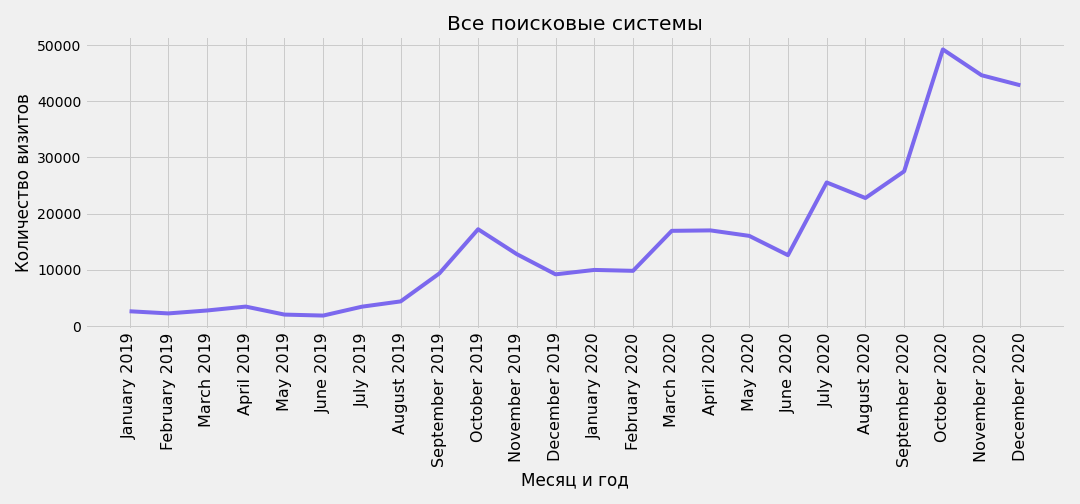 Все поисковые системы
Количество визитов
50000
40000
30000
20000
10000
0
January 2019
February 2019
March 2019
April 2019
May 2019
June 2019
July 2019
August 2019
September 2019
October 2019
November 2019
December 2019
January 2020
February 2020
March 2020
April 2020
May 2020
June 2020
July 2020
August 2020
September 2020
October 2020
November 2020
December 2020
Месяц и год